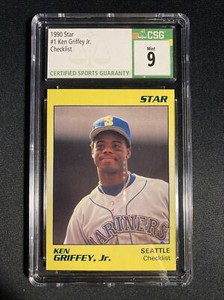 1990 Star
#1 Ken Griffey Jr.
Checklist
CERTIFIED SPORTS GUARANTY
CSG
Mint
9
STAR
S
MARINERS
KEN
GRIFFEY, Jr.
SEATTLE
Checklist